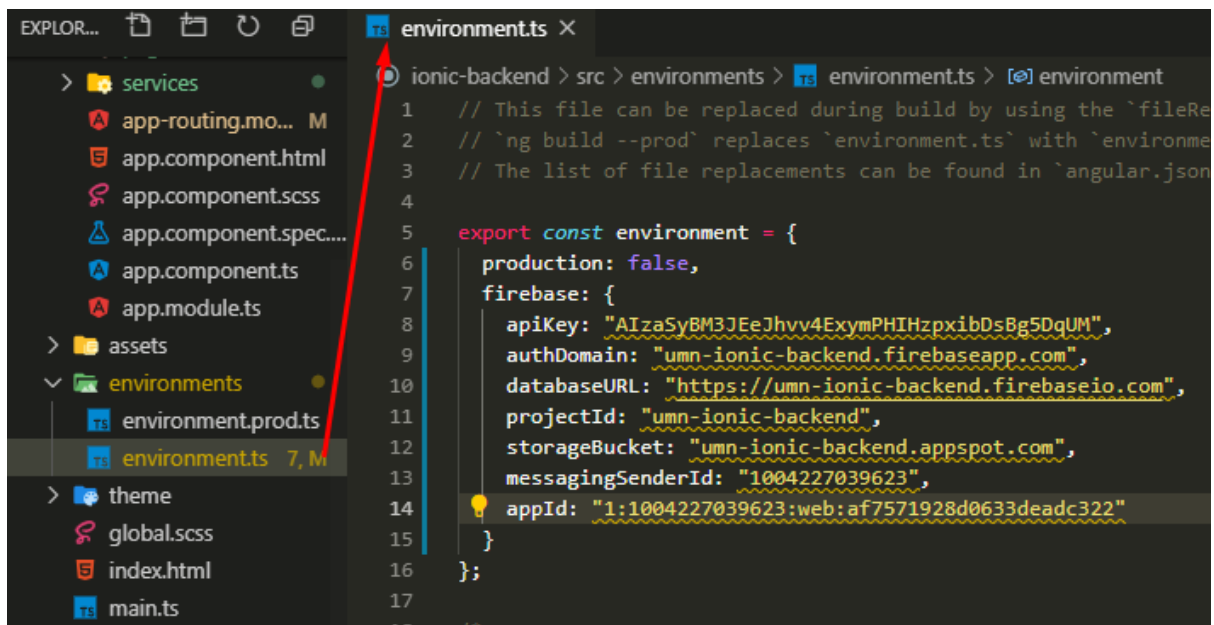 EXPLOR...
services
app-routing.mo... M
app.component.html
app.component.scss
app.component.spec....
app.component.ts
app.module.ts
assets
environments
environment.prod.ts
environment.ts 7, M
theme
global.scss
index.html
main.ts
TS environment.ts
ionic-backend > src > environments > TS environment.ts > environment
1 // This file can be replaced during build by using the `fileRe
2 // `ng build --prod` replaces `environment.ts` with `environme
3 // The list of file replacements can be found in `angular.json
4
5 export const environment = {
6 production: false,
7 firebase: {
8 apiKey: "AIzaSyBM3JEeJhvv4ExymPHIHzpxibDsBg5DqUM",
9 authDomain: "umn-ionic-backend.firebaseapp.com",
10 databaseURL: "https://umn-ionic-backend.firebaseio.com",
11 projectId: "umn-ionic-backend",
12 storageBucket: "umn-ionic-backend.appspot.com",
13 messagingSenderId: "1004227039623",
14 appId: "1:1004227039623:web:af7571928d0633deadc322"
15 }
16 };
17